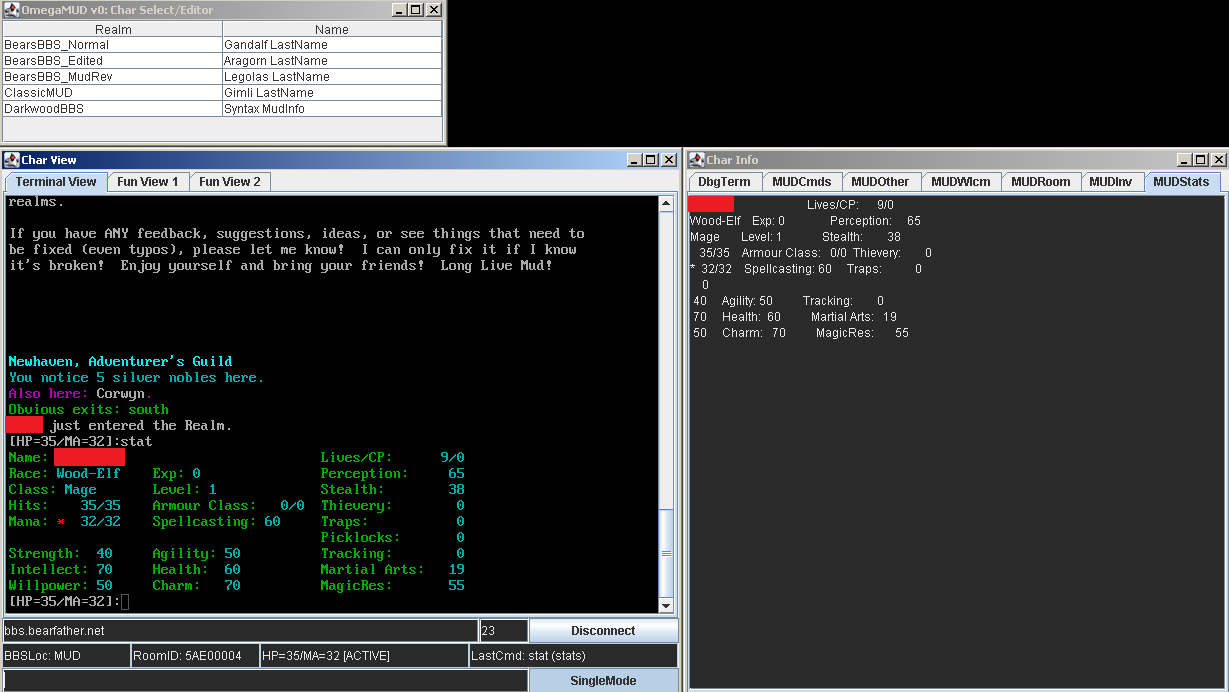 OmegaMUD v0: Char Select/Editor
Realm Name
BearsBBS_Normal Gandalf LastName
BearsBBS_Edited Aragorn LastName
BearsBBS_MudRev Legolas LastName
ClassicMUD Gimli LastName
DarkwoodBBS Syntax MudInfo
Char View
Terminal View Fun View 1 Fun View 2
realms.
If you have ANY feedback, suggestions, ideas, or see things that need to
be fixed (even typos), please let me know!  I can only fix it if I know
it's broken!  Enjoy yourself and bring your friends!  Long Live Mud!
Newhaven, Adventurer's Guild
You notice 5 silver nobles here.
Also here: Corwyn.
Obvious exits: south
just entered the Realm.
[HP=35/MA=32]:stat
Name: Lives/CP: 9/0
Race: Wood-Elf Exp: 0 Perception: 65
Class: Mage Level: 1 Stealth: 38
Hits: 35/35 Armour Class: 0/0 Thievery: 0
Mana: * 32/32 Spellcasting: 60 Traps: 0
Picklocks: 0
Strength: 40 Agility: 50 Tracking: 0
Intellect: 70 Health: 60 Martial Arts: 19
Willpower: 50 Charm: 70 MagicRes: 55
[HP=35/MA=32]:
bbs.bearfather.net 23 Disconnect
BBSLoc: MUD RoomID: 5AE00004 HP=35/MA=32 [ACTIVE] LastCmd: stat (stats)
SingleMode
Char Info
DbgTerm MUDCmds MUDOther MUDWlcm MUDRoom MUDInv MUDStats
Lives/CP: 9/0
Wood-Elf Exp: 0 Perception: 65
Mage Level: 1 Stealth: 38
35/35 Armour Class: 0/0 Thievery: 0
* 32/32 Spellcasting: 60 Traps: 0
0
40 Agility: 50 Tracking: 0
70 Health: 60 Martial Arts: 19
50 Charm: 70 MagicRes: 55